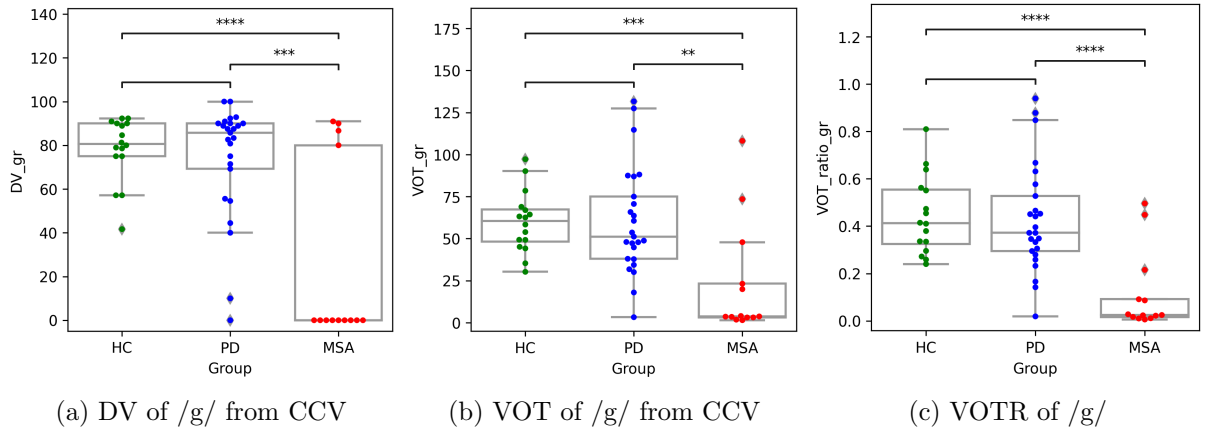 140
120
100
80
60
40
20
0
DV_gr
****
***
HC PD MSA
Group
(a) DV of /g/ from CCV
175
150
125
100
75
50
25
0
VOT_gr
***
**
HC PD MSA
Group
(b) VOT of /g/ from CCV
1.2
1.0
0.8
0.6
0.4
0.2
0.0
VOT_ratio_gr
****
****
HC PD MSA
Group
(c) VOTR of /g/